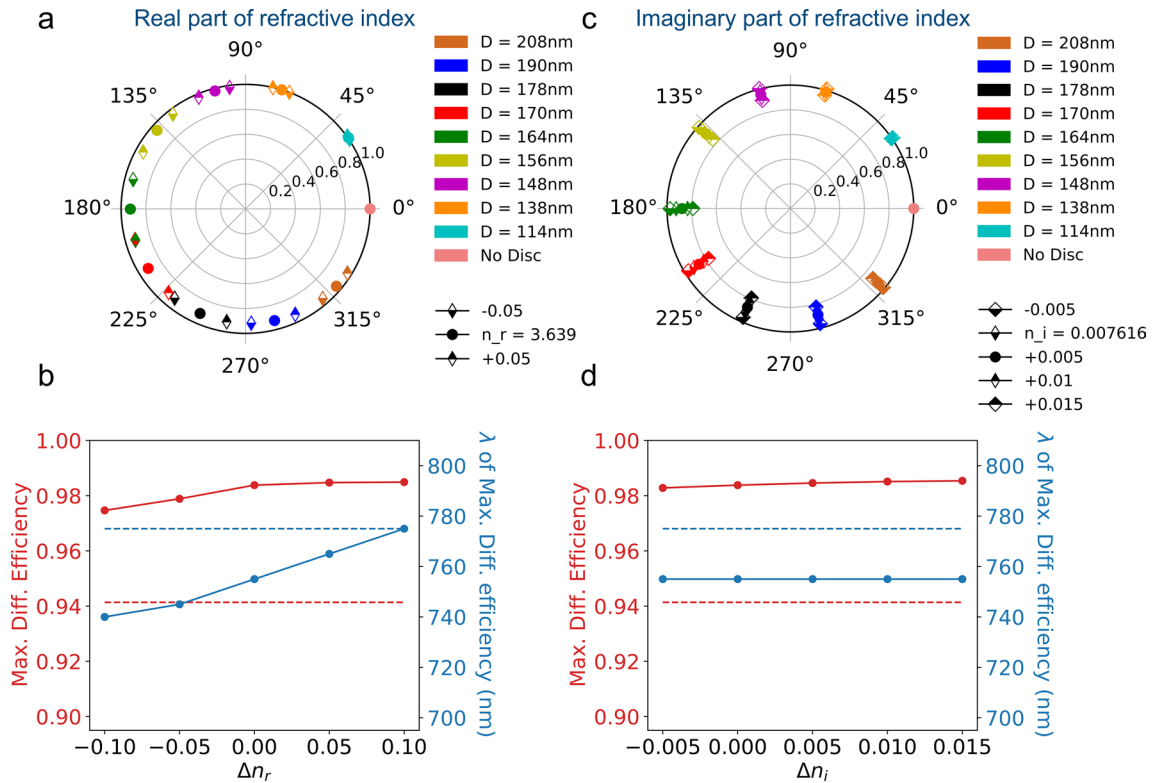 a
Real part of refractive index
90°
135°
45°
180°
0°
225°
315°
270°
0.2
0.4
0.6
0.8
1.0
D = 208nm
D = 190nm
D = 178nm
D = 170nm
D = 164nm
D = 156nm
D = 148nm
D = 138nm
D = 114nm
No Disc
-0.05
n_r = 3.639
+0.05
c
Imaginary part of refractive index
90°
135°
45°
180°
0°
225°
315°
270°
0.2
0.4
0.6
0.8
1.0
D = 208nm
D = 190nm
D = 178nm
D = 170nm
D = 164nm
D = 156nm
D = 148nm
D = 138nm
D = 114nm
No Disc
-0.005
n_i = 0.007616
+0.005
+0.01
+0.015
b
Max. Diff. Efficiency
1.00
0.98
0.96
0.94
0.92
0.90
−0.10
−0.05
0.00
0.05
0.10
Δn_r
800
780
760
740
720
700
λ of Max. Diff.
efficiency (nm)
d
Max. Diff. Efficiency
1.00
0.98
0.96
0.94
0.92
0.90
−0.005
0.000
0.005
0.010
0.015
Δn_i
800
780
760
740
720
700
λ of Max. Diff.
efficiency (nm)